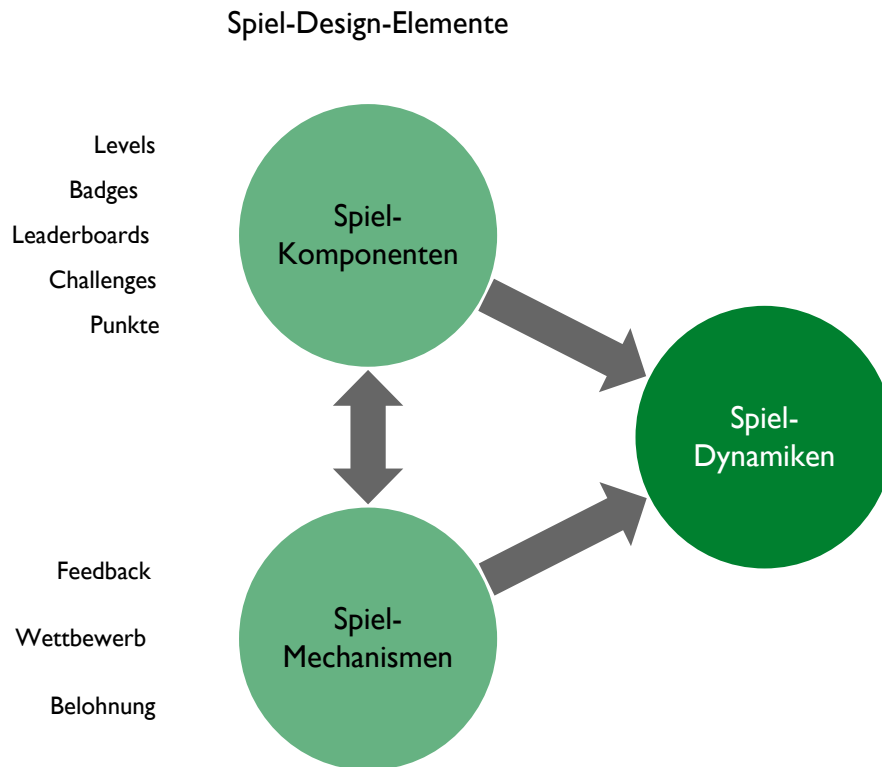 Spiel-Design-Elemente
Levels
Badges
Leaderboards
Challenges
Punkte
Spiel-
Komponenten
Spiel-
Dynamiken
Feedback
Wettbewerb
Belohnung
Spiel-
Mechanismen